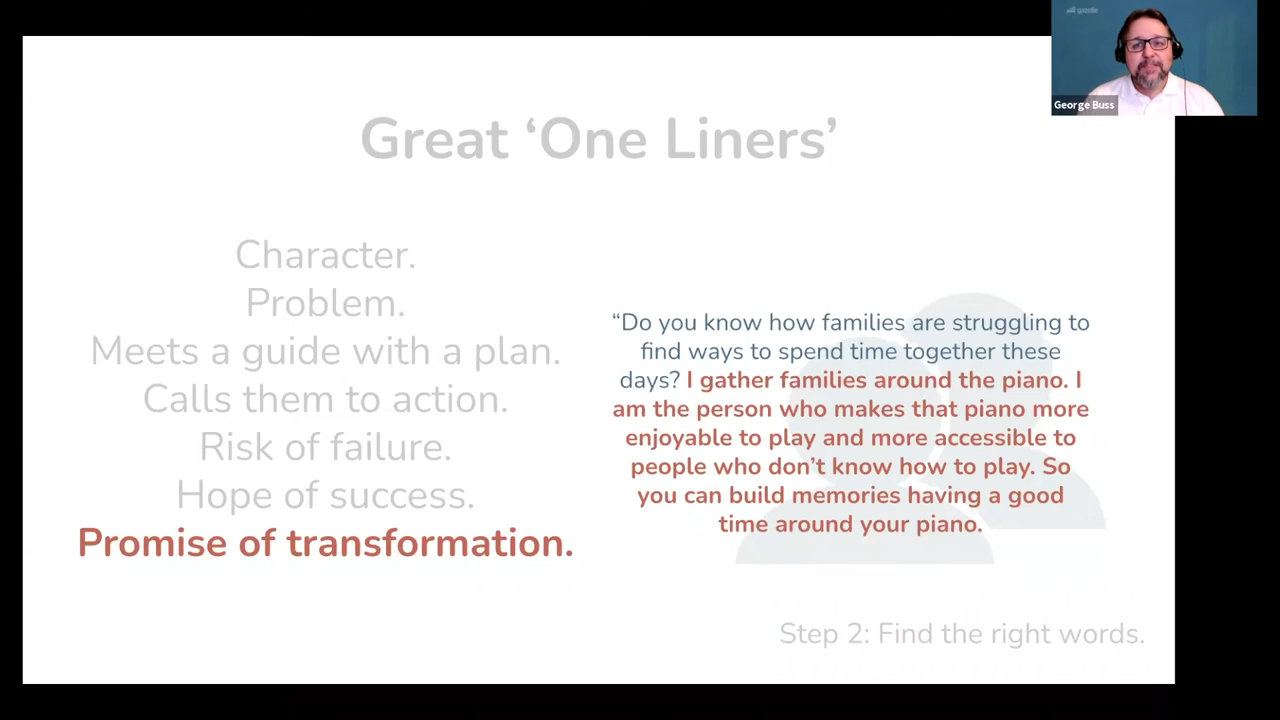 gazelle
George Buss
Great ‘One Liners’
Character.
Problem.
Meets a guide with a plan.
Calls them to action.
Risk of failure.
Hope of success.
Promise of transformation.
“Do you know how families are struggling to
find ways to spend time together these
days? I gather families around the piano. I
am the person who makes that piano more
enjoyable to play and more accessible to
people who don’t know how to play. So
you can build memories having a good
time around your piano.
Step 2: Find the right words.